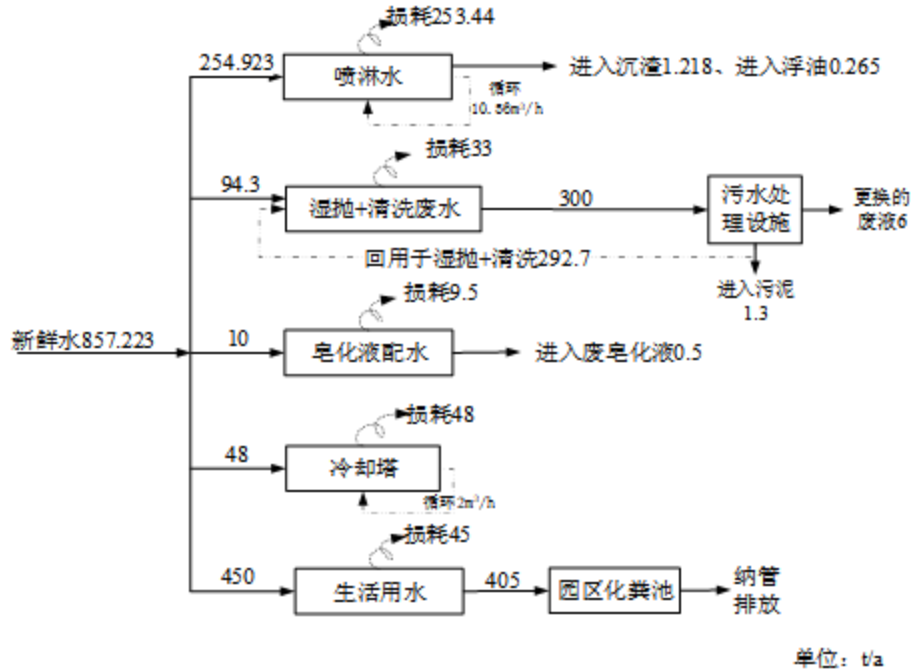 损耗253.44
254.923
喷淋水
进入沉渣1.218、进入浮油0.265
循环
10.56m³/h
损耗33
94.3
湿抛+清洗废水
300
污水处
理设施
更换的
废液6
回用于湿抛+清洗292.7
进入污泥
1.3
损耗9.5
新鲜水857.223
10
皂化液配水
进入废皂化液0.5
损耗48
48
冷却塔
循环2m³/h
损耗45
450
生活用水
405
园区化粪池
纳管
排放
单位：t/a